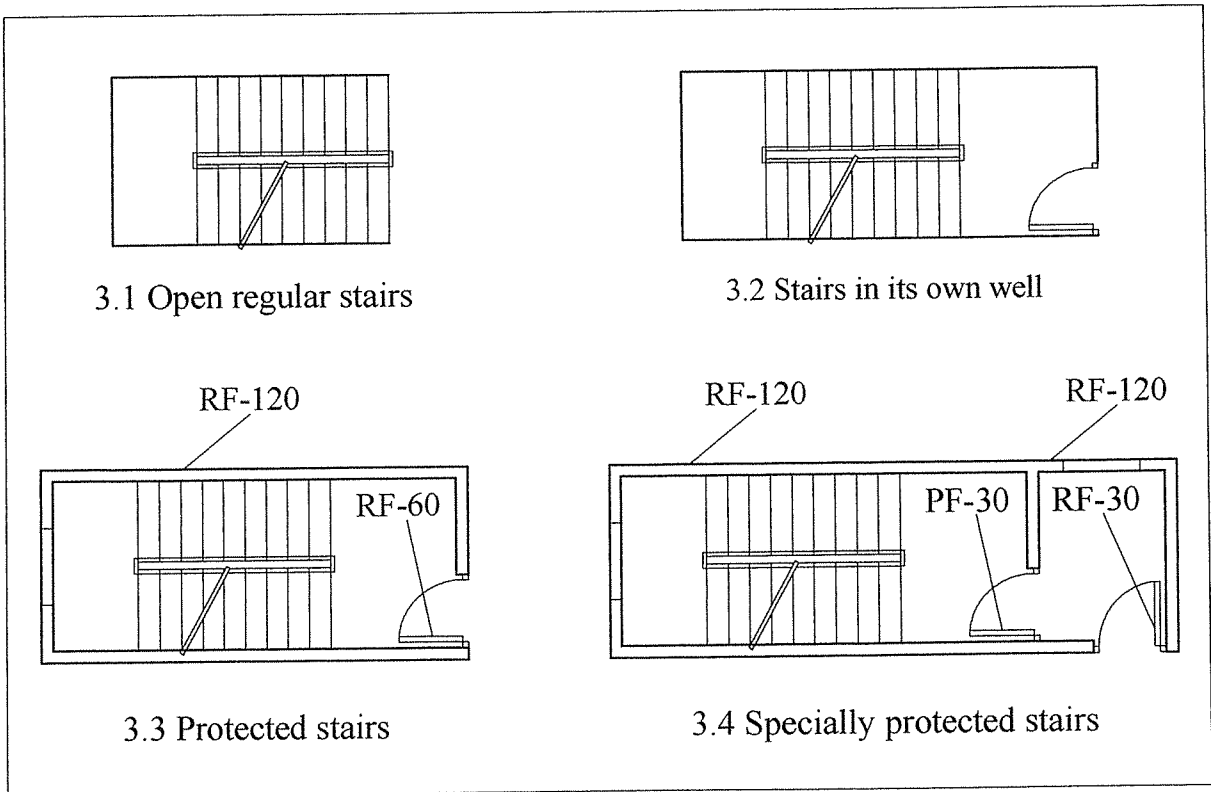 3.1 Open regular stairs
3.2 Stairs in its own well
RF-120
RF-60
3.3 Protected stairs
RF-120
RF-120
PF-30
RF-30
3.4 Specially protected stairs